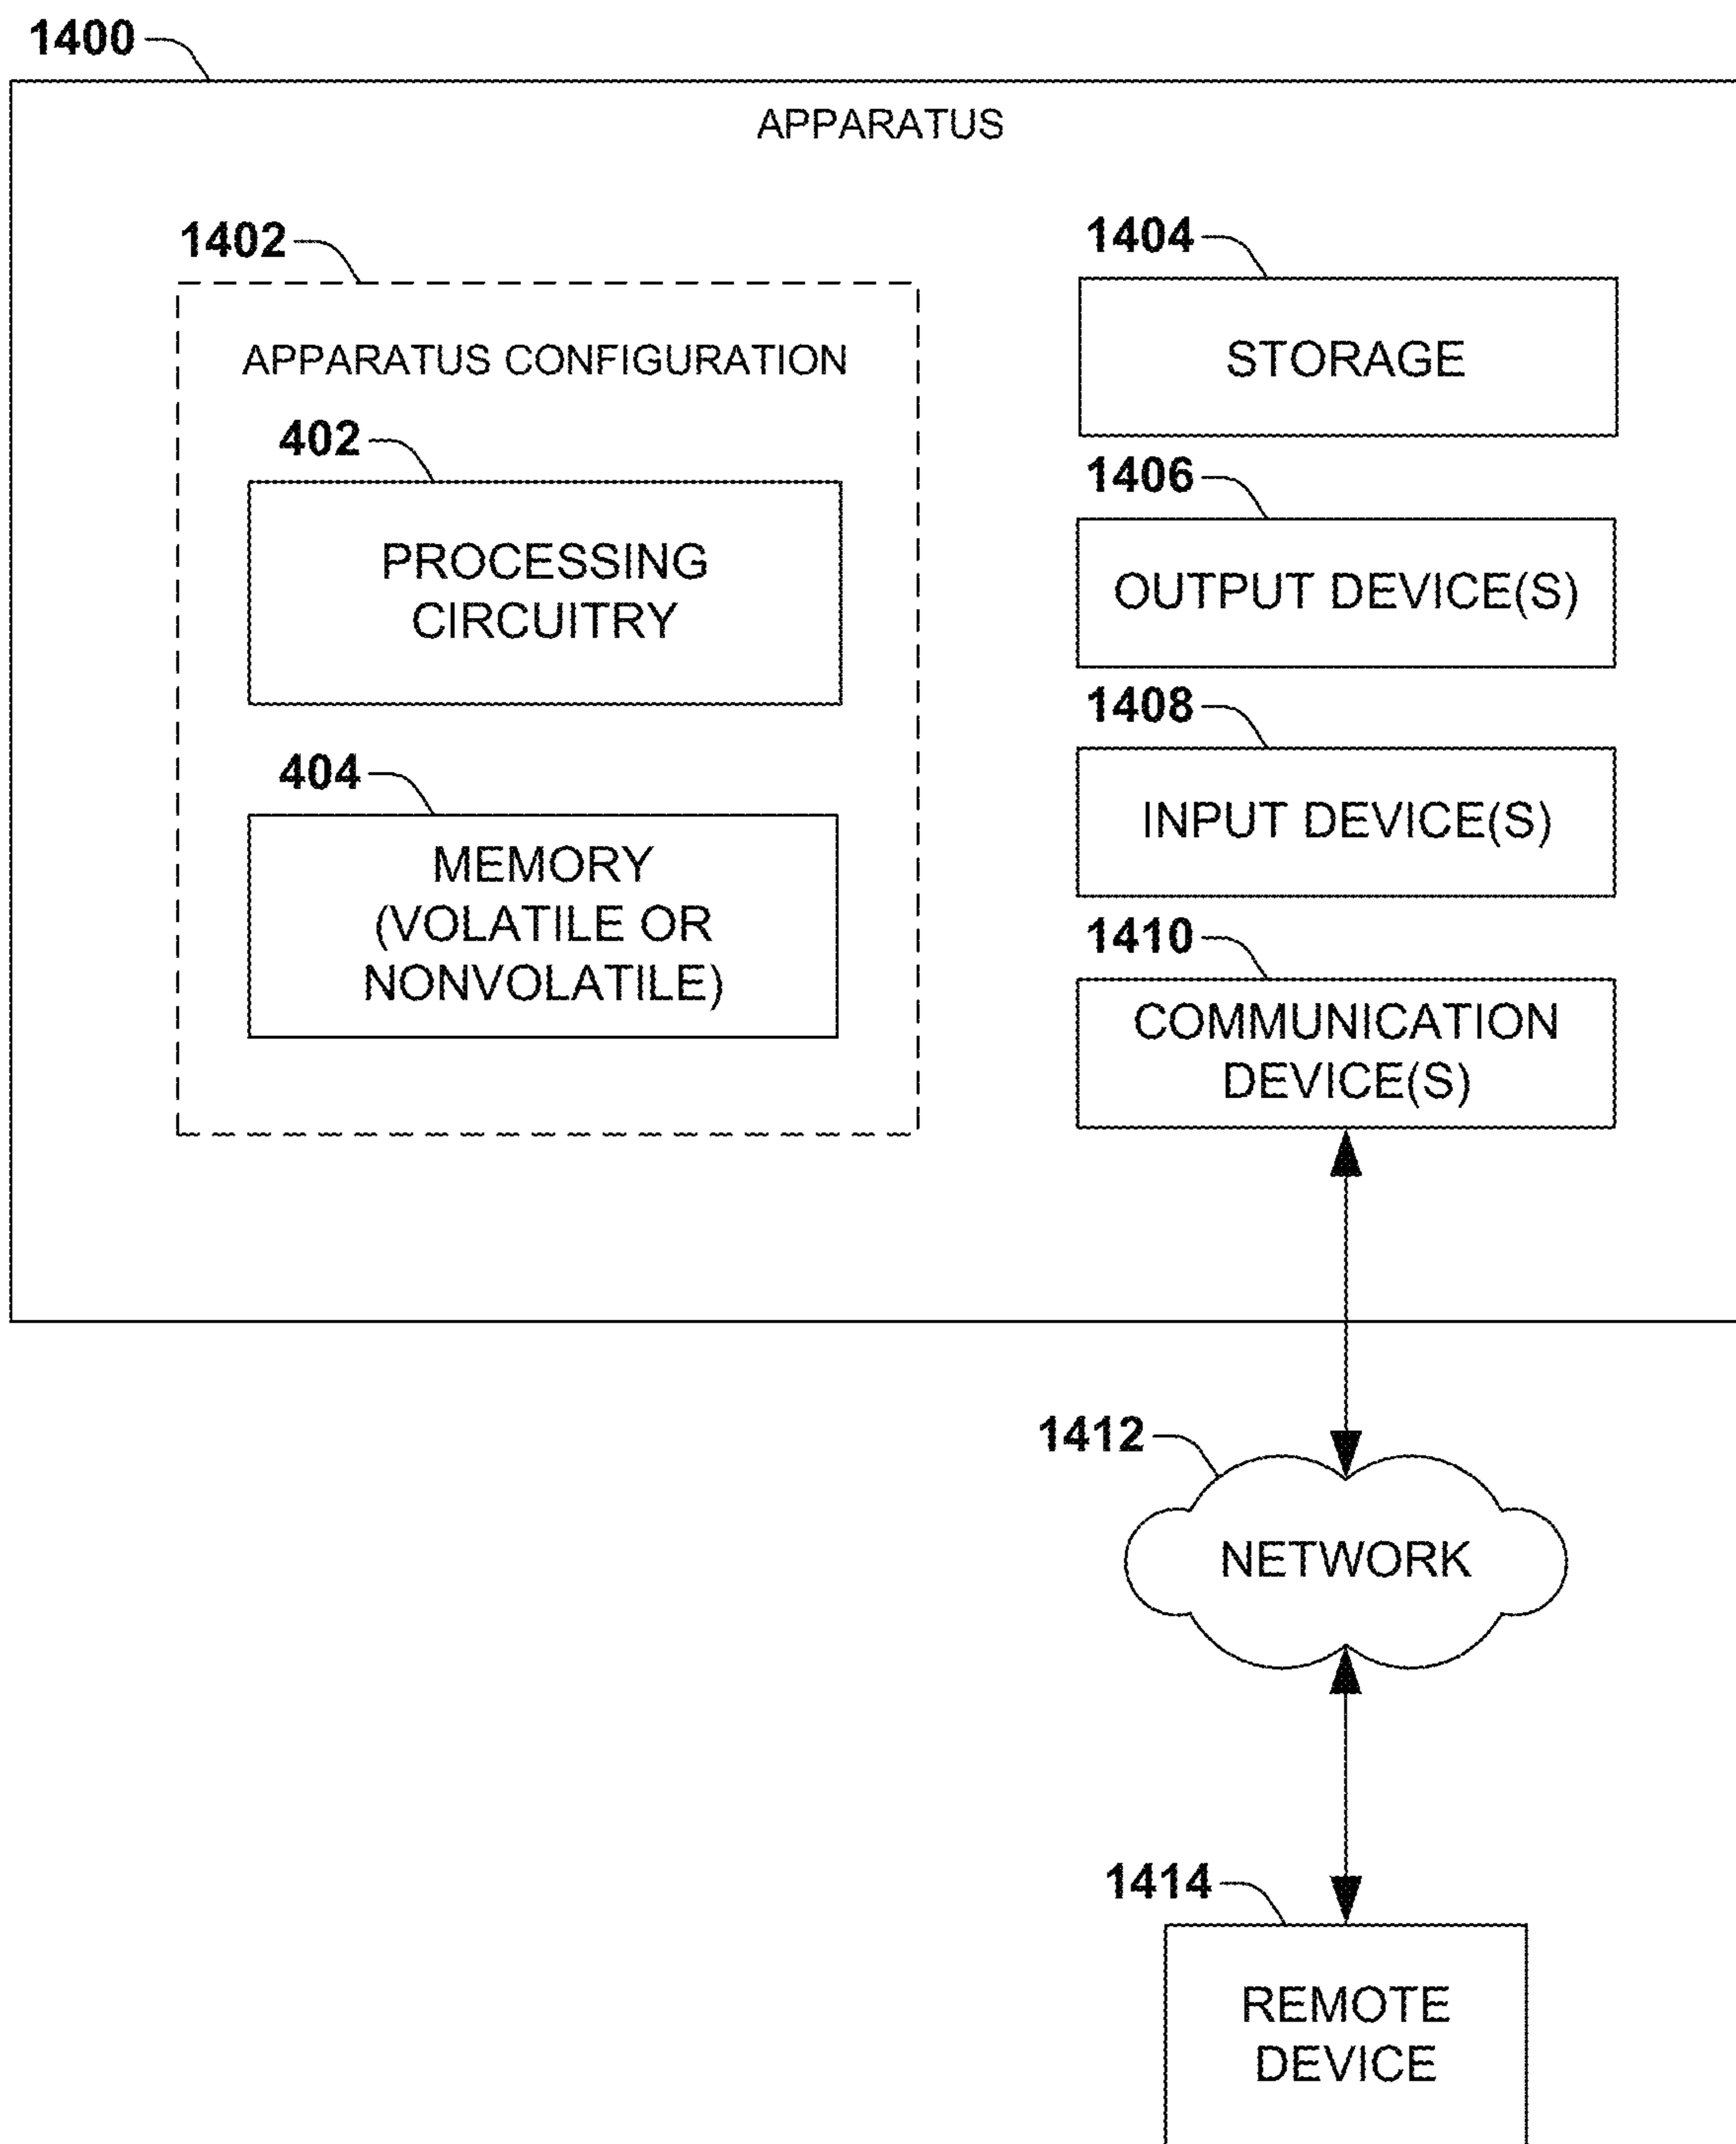 1400
APPARATUS
1402
APPARATUS CONFIGURATION
402
PROCESSING
CIRCUITRY
404
MEMORY
(VOLATILE OR
NONVOLATILE)
1404
STORAGE
1406
OUTPUT DEVICE(S)
1408
INPUT DEVICE(S)
1410
COMMUNICATION
DEVICE(S)
1412
NETWORK
1414
REMOTE
DEVICE